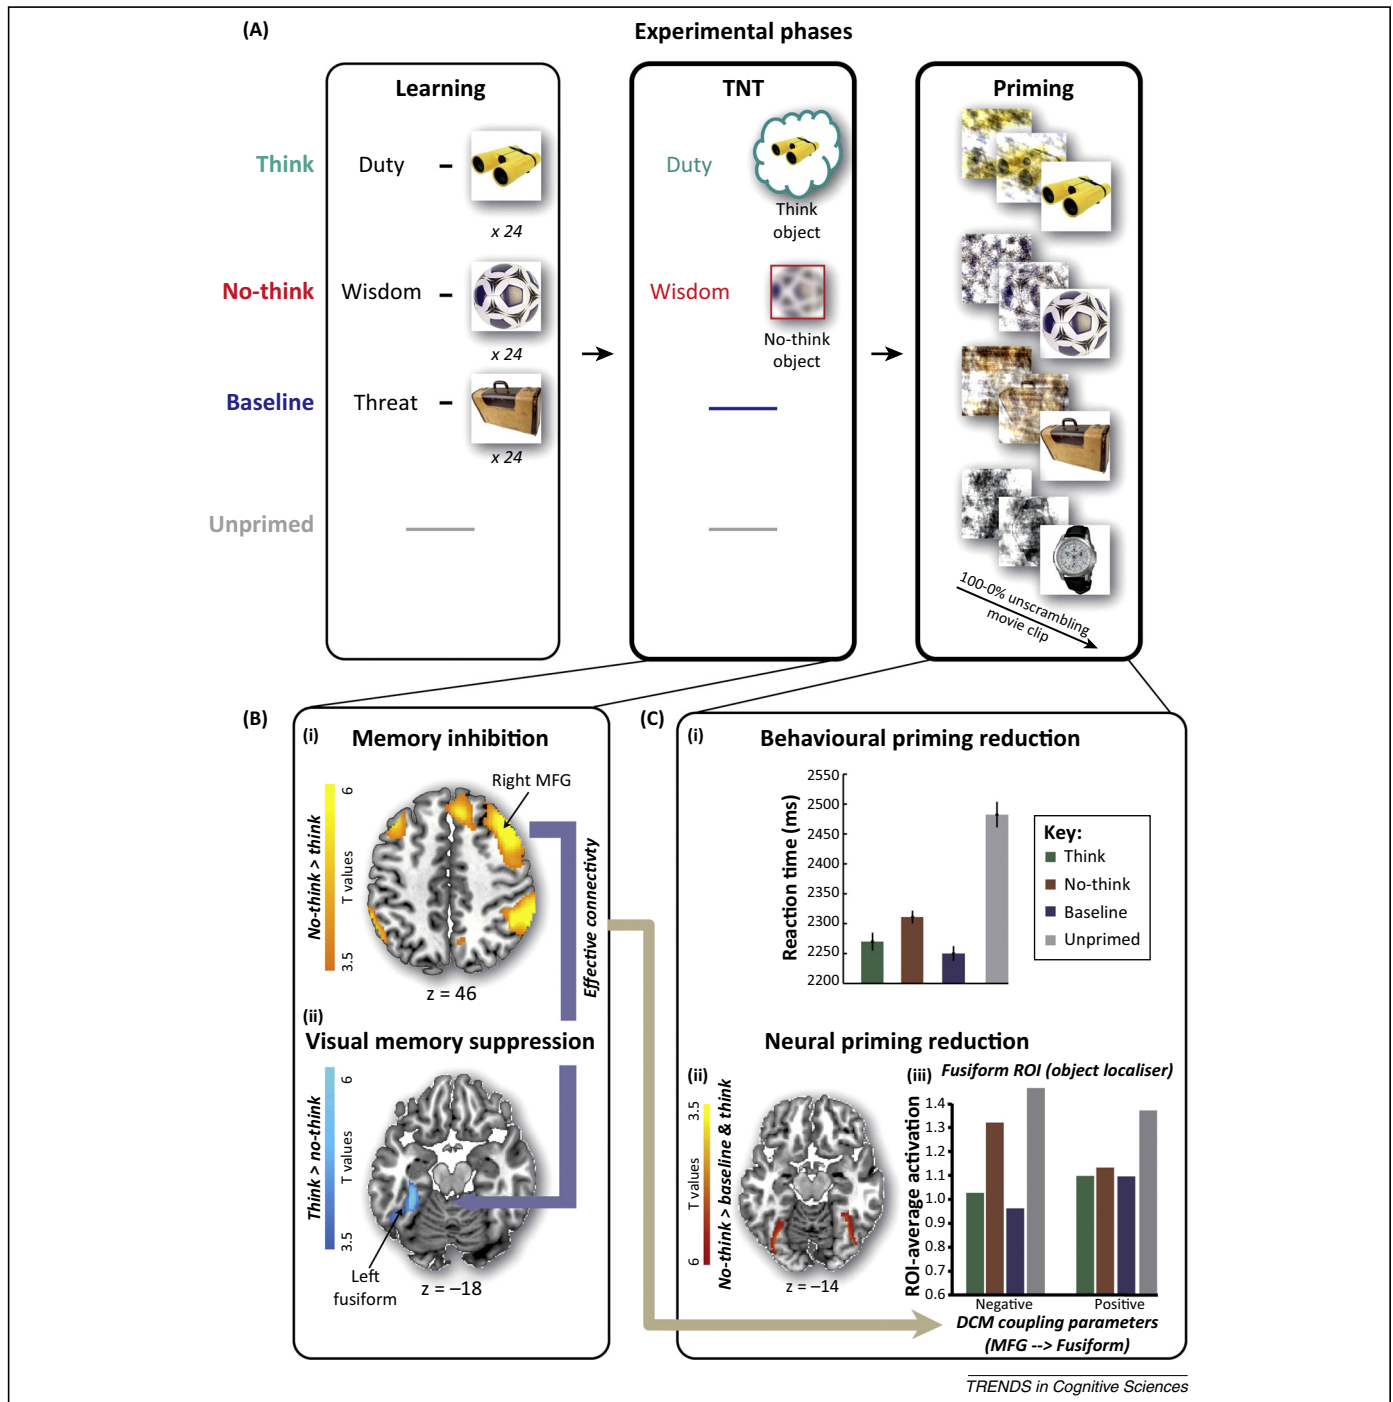 (A)
Experimental phases
Learning
TNT
Priming
Think
Duty
–
x 24
Duty
Think
object
No-think
Wisdom
–
x 24
Wisdom
No-think
object
Baseline
Threat
–
x 24
Unprimed
100-0% unscrambling
movie clip
(B)
(i)
Memory inhibition
Right MFG
No-think > think
6
T values
3.5
z = 46
Effective connectivty
(ii)
Visual memory suppression
Think > no-think
6
T values
3.5
Left
fusiform
z = –18
(C)
(i)
Behavioural priming reduction
Reaction time (ms)
2550
2500
2450
2400
2300
2250
2200
Key:
Think
No-think
Baseline
Unprimed
Neural priming reduction
(ii)
3.5
T values
6
No-think > baseline & think
z = –14
(iii)
Fusiform ROI (object localiser)
ROI-average activation
1.4
1.3
1.1
1.0
0.9
0.8
0.7
0.6
Negative
Positive
DCM coupling parameters
(MFG --> Fusiform)
TRENDS in Cognitive Sciences